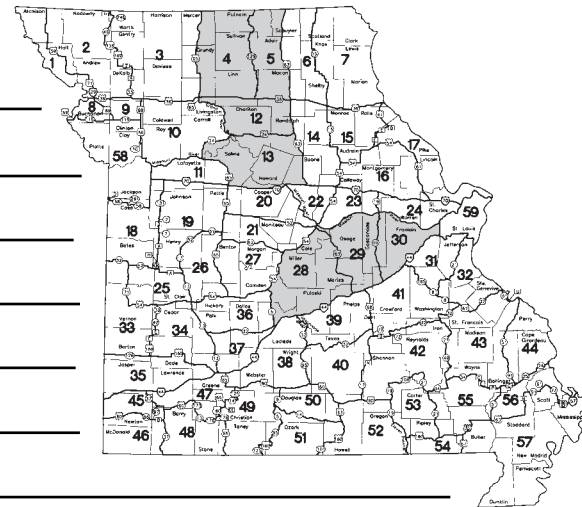 Atchison Nodaway Harrison Mercer Putnam
Worth Sullivan Schuyler Scotland
Holt 2 Gentry 3 Grundy 4 Adair 5 Knox 6 Clark
1 Andrew DeKalb Daviess Linn Macon Lewis 7
Shelby Marion
8 9 Livingston Chariton Randolph Monroe Ralls
Buchanan Caldwell Carroll 12
Clinton Ray 10 14 15 17 Pike
Platte Clay Saline 13 Boone Audrain Lincoln
58 Lafayette 11 Howard Montgomery 16
Callaway
Jackson Johnson Pettis Cooper 20 22 23 24 St. Charles 59
Cass Warren St. Louis
18 19 21 Moniteau Cole Osage Gasconade Franklin 30 Jefferson
Bates Henry Benton Morgan 27 Miller 28 29 31 32
26 Camden Maries Ste. Genevieve
25 St. Clair Hickory Pulaski Phelps 41 Washington
Vernon Cedar Polk Dallas 36 39 Dent Crawford Iron St. Francois Perry
33 34 Laclede Texas Reynolds Madison Cape Girardeau
Barton 37 38 40 Shannon 42 43 44
Jasper Dade Wright Wayne
35 Lawrence Greene Webster Bollinger
45 47 49 Douglas 50 Carter 53 55 56 Scott
Newton Barry Christian Oregon Stoddard Mississippi
McDonald 46 48 Taney Ozark 51 52 Ripley 54 Butler 57 New Madrid
Stone Howell Pemiscot
Dunklin